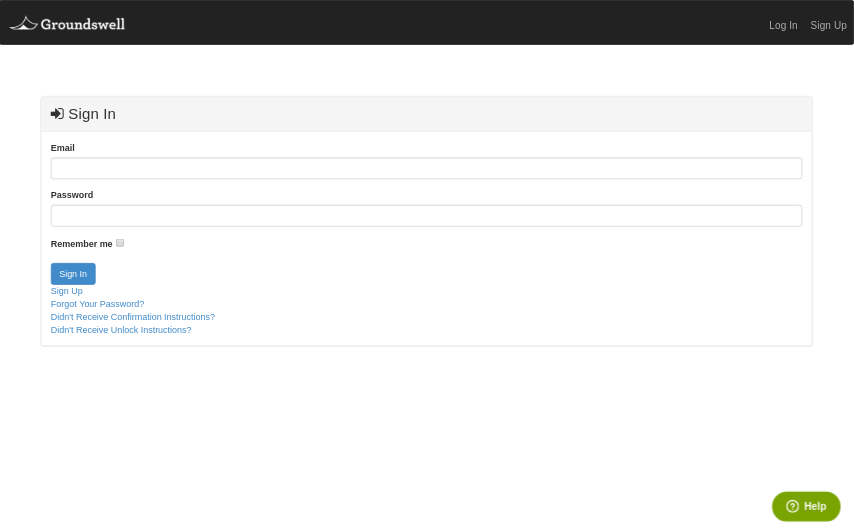 Groundswell
Log In
Sign Up
Sign In
Email
Password
Remember me
Sign In
Sign Up
Forgot Your Password?
Didn't Receive Confirmation Instructions?
Didn't Receive Unlock Instructions?
Help